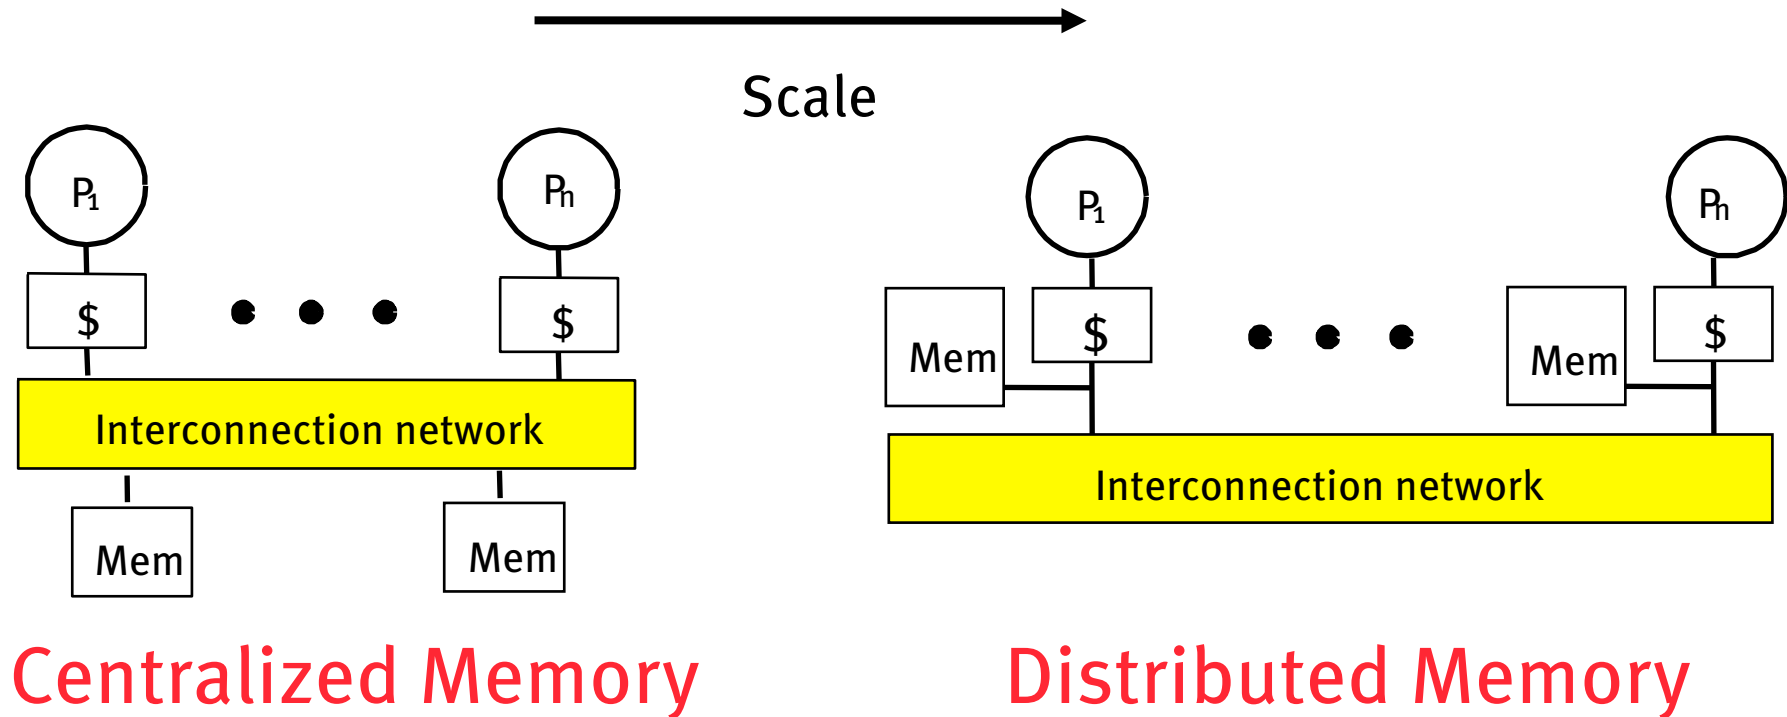 Scale
P1
Pn
P1
Pn
$
$
Mem
$
Mem
$
Interconnection network
Interconnection network
Mem
Mem
Centralized Memory
Distributed Memory